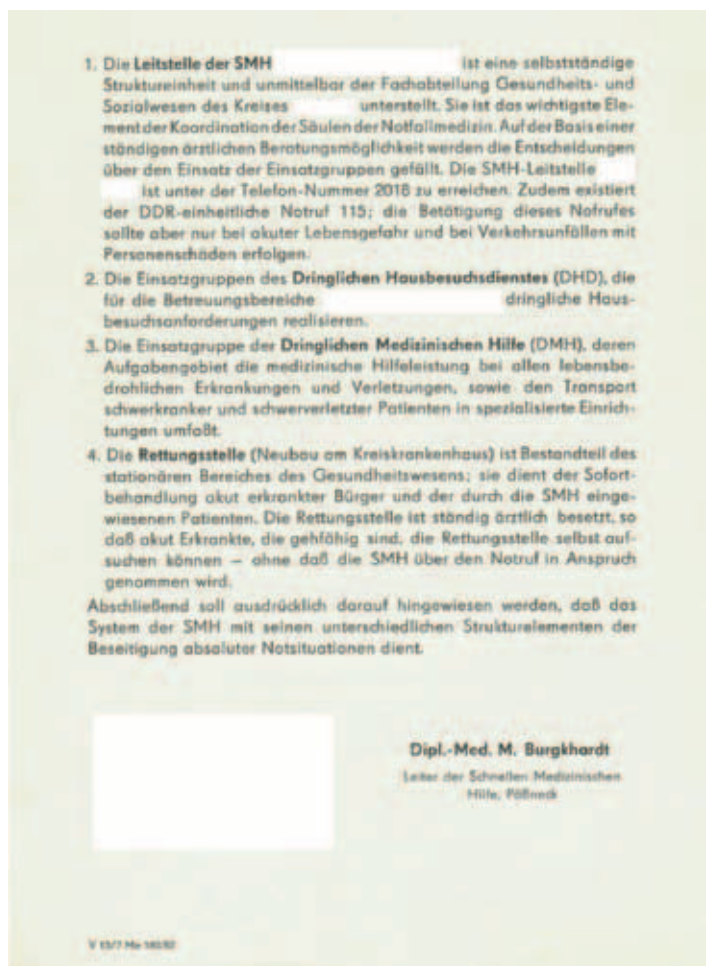 1. Die Leitstelle der SMH ist eine selbstständige
Struktureinheit und unmittelbar der Fachabteilung Gesundheits- und
Sozialwesen des Kreises unterstellt. Sie ist das wichtigste Ele-
ment der Koordination der Säulen der Notfallmedizin. Auf der Basis einer
ständigen ärztlichen Beratungsmöglichkeit werden die Entscheidungen
über den Einsatz der Einsatzgruppen gefällt. Die SMH-Leitstelle
ist unter der Telefon-Nummer 2018 zu erreichen. Zudem existiert
der DDR-einheitliche Notruf 115; die Betätigung dieses Notrufes
sollte aber nur bei akuter Lebensgefahr und bei Verkehrsunfällen mit
Personenschäden erfolgen.
2. Die Einsatzgruppen des Dringlichen Hausbesuchsdienstes (DHD), die
für die Betreuungsbereiche dringliche Haus-
besuchsanforderungen realisieren.
3. Die Einsatzgruppe der Dringlichen Medizinischen Hilfe (DMH), deren
Aufgabengebiet die medizinische Hilfeleistung bei allen lebensbe-
drohlichen Erkrankungen und Verletzungen, sowie den Transport
schwerkranker und schwerverletzter Patienten in spezialisierte Einrich-
tungen umfaßt.
4. Die Rettungsstelle (Neubau am Kreiskrankenhaus) ist Bestandteil des
stationären Bereiches des Gesundheitswesens; sie dient der Sofort-
behandlung akut erkrankter Bürger und der durch die SMH einge-
wiesenen Patienten. Die Rettungsstelle ist ständig ärztlich besetzt, so
daß akut Erkrankte, die gehfähig sind, die Rettungsstelle selbst auf-
suchen können – ohne daß die SMH über den Notruf in Anspruch
genommen wird.
Abschließend soll ausdrücklich darauf hingewiesen werden, daß das
System der SMH mit seinen unterschiedlichen Strukturelementen der
Beseitigung absoluter Notsituationen dient.
Dipl.-Med. M. Burgkhardt
Leiter der Schnellen Medizinischen
Hilfe, Pößneck